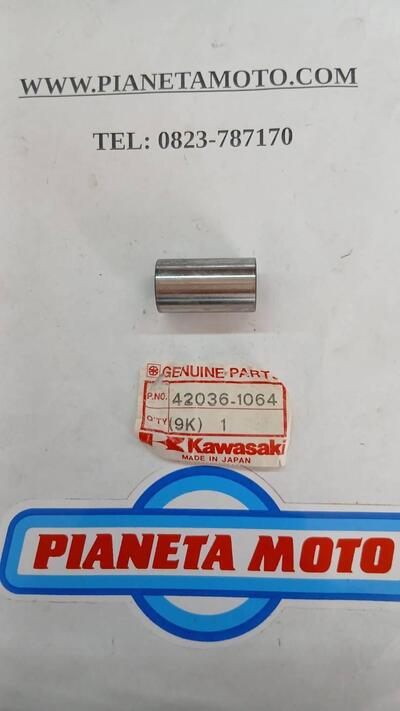 WWW.PIANETAMOTO.COM
TEL: 0823-787170
GENUINE PARTS
P.NO. 42036-1064
Q'TY (9K) 1
Kawasaki
MADE IN JAPAN
PIANETA MOTO